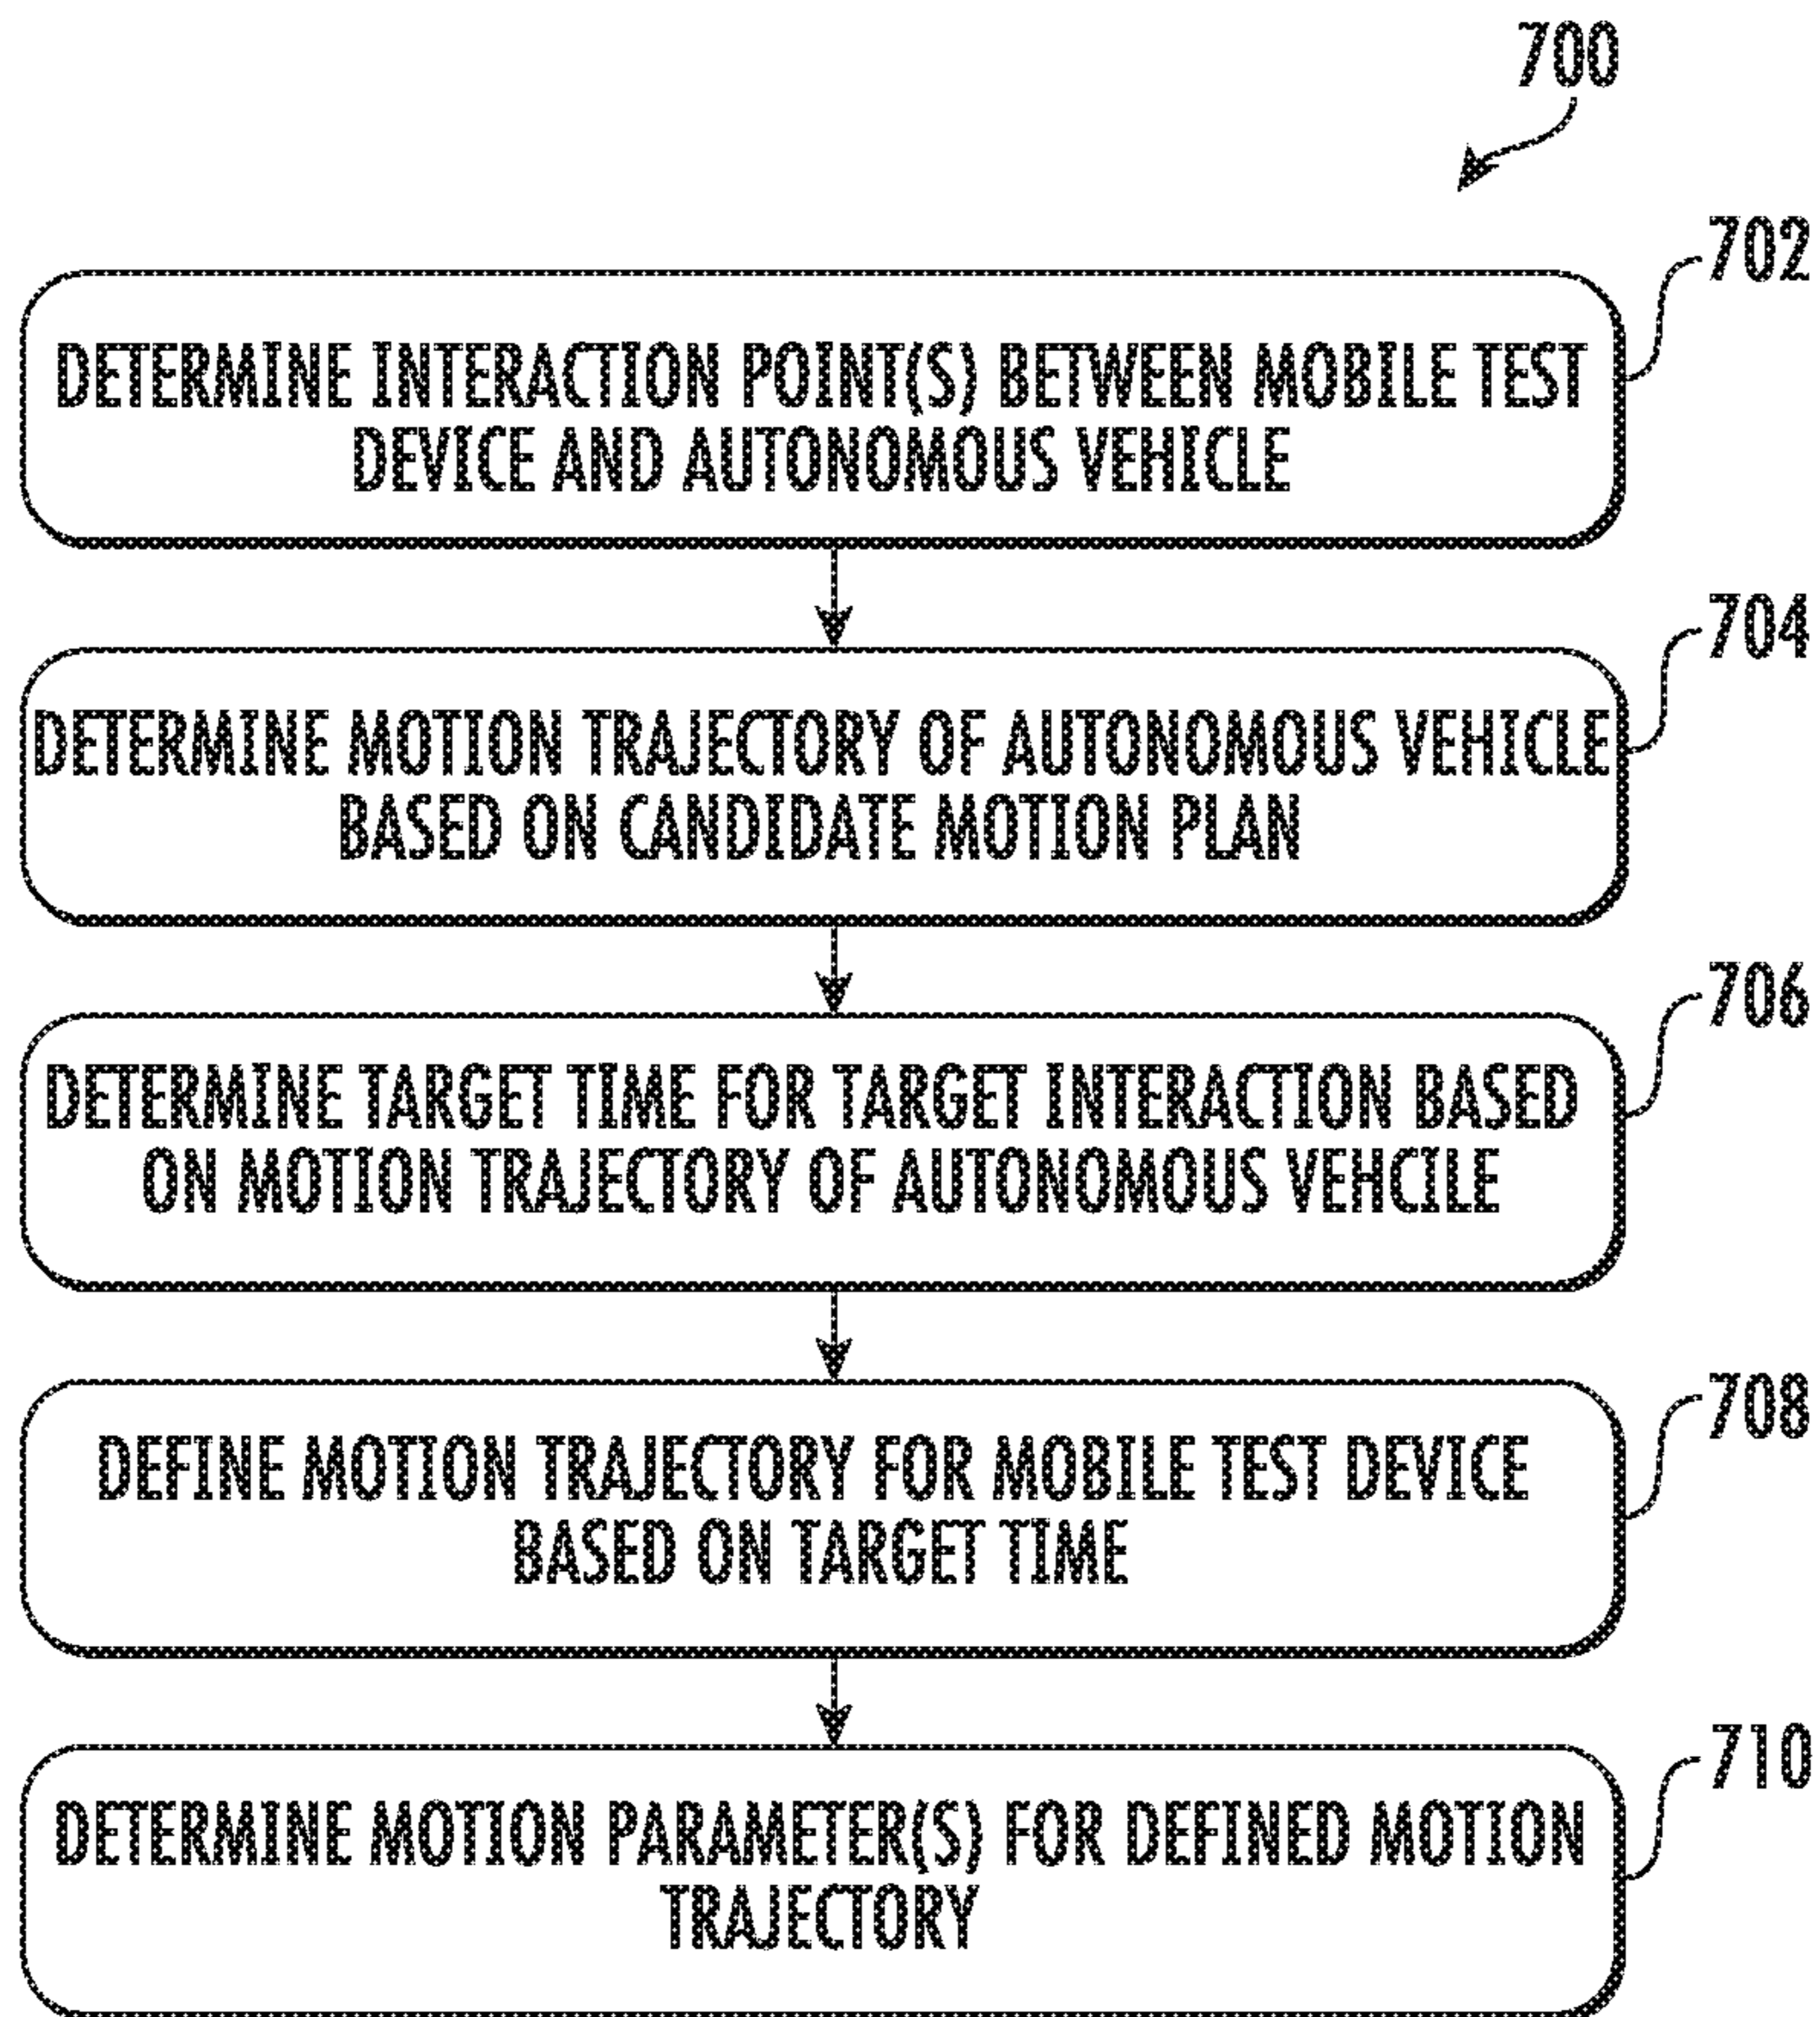 700
702
DETERMINE INTERACTION POINT(S) BETWEEN MOBILE TEST
DEVICE AND AUTONOMOUS VEHICLE
704
DETERMINE MOTION TRAJECTORY OF AUTONOMOUS VEHICLE
BASED ON CANDIDATE MOTION PLAN
706
DETERMINE TARGET TIME FOR TARGET INTERACTION BASED
ON MOTION TRAJECTORY OF AUTONOMOUS VEHCILE
708
DEFINE MOTION TRAJECTORY FOR MOBILE TEST DEVICE
BASED ON TARGET TIME
710
DETERMINE MOTION PARAMETER(S) FOR DEFINED MOTION
TRAJECTORY